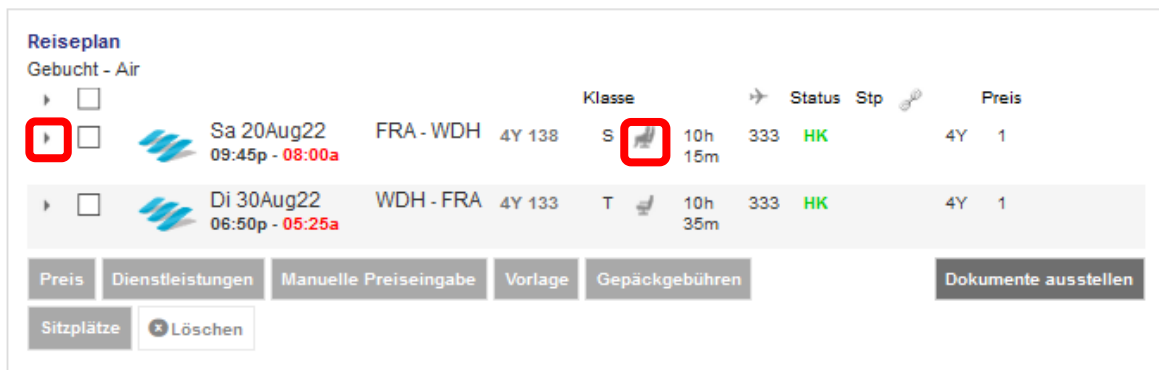 Reiseplan
Gebucht - Air
Klasse Status Stp Preis
Sa 20Aug22 FRA - WDH 4Y 138 S 10h 333 HK 4Y 1
09:45p - 08:00a 15m
Di 30Aug22 WDH - FRA 4Y 133 T 10h 333 HK 4Y 1
06:50p - 05:25a 35m
Preis Dienstleistungen Manuelle Preiseingabe Vorlage Gepäckgebühren Dokumente ausstellen
Sitzplätze Löschen